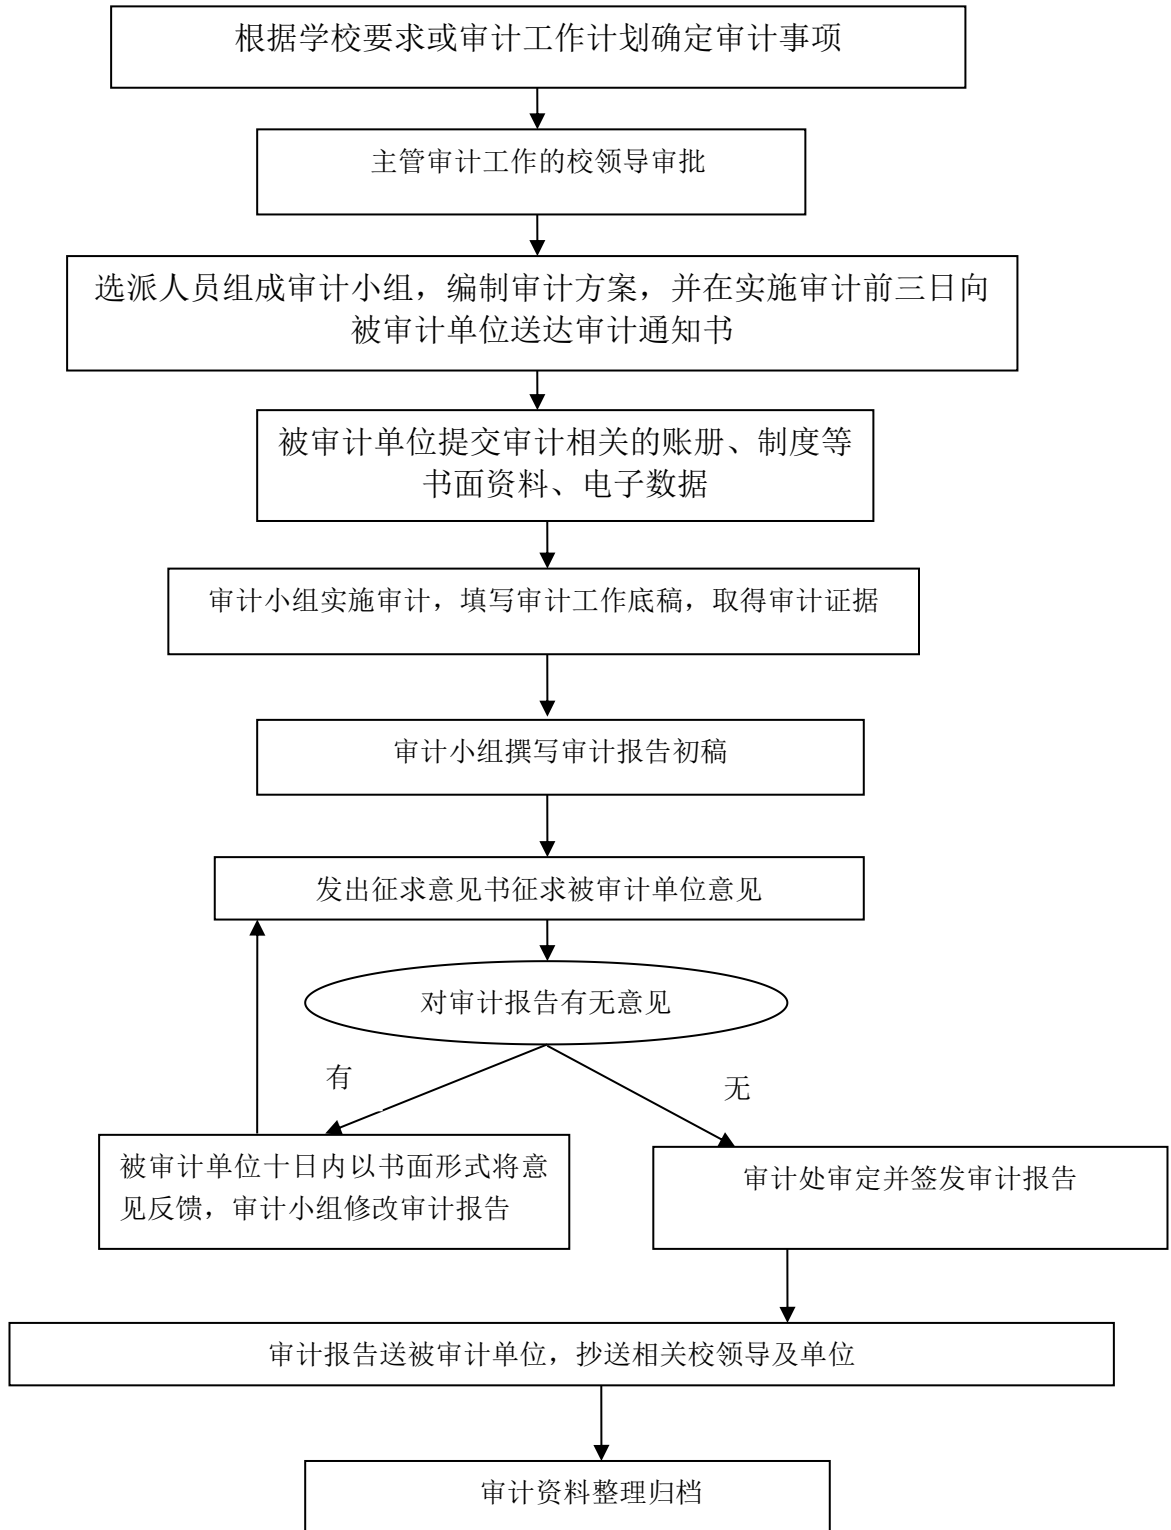 根据学校要求或审计工作计划确定审计事项
主管审计工作的校领导审批
选派人员组成审计小组，编制审计方案，并在实施审计前三日向
被审计单位送达审计通知书
被审计单位提交审计相关的账册、制度等
书面资料、电子数据
审计小组实施审计，填写审计工作底稿，取得审计证据
审计小组撰写审计报告初稿
发出征求意见书征求被审计单位意见
对审计报告有无意见
有
无
被审计单位十日内以书面形式将意
见反馈，审计小组修改审计报告
审计处审定并签发审计报告
审计报告送被审计单位，抄送相关校领导及单位
审计资料整理归档